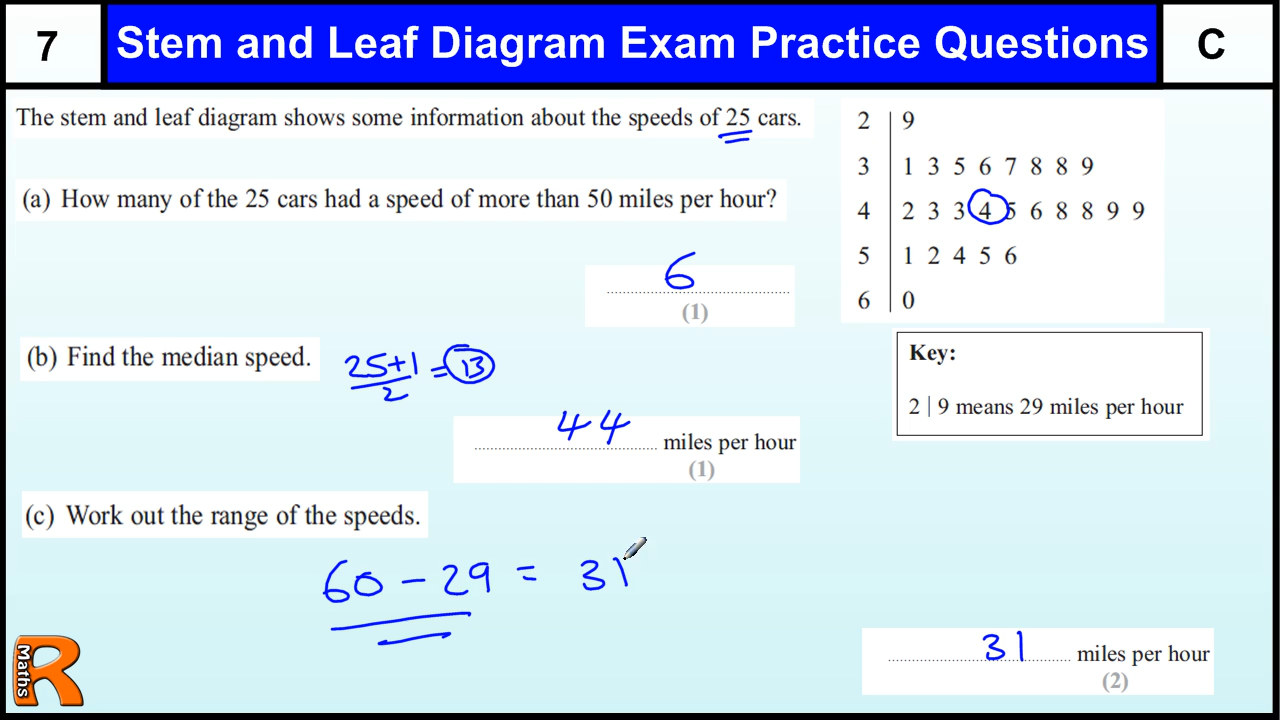 7
Stem and Leaf Diagram Exam Practice Questions
C
The stem and leaf diagram shows some information about the speeds of 25 cars.
2 | 9
3 | 1 3 5 6 7 8 8 9
4 | 2 3 3 4 5 6 8 8 9 9
5 | 1 2 4 5 6
6 | 0
(a) How many of the 25 cars had a speed of more than 50 miles per hour?
6
(1)
Key:
2 | 9 means 29 miles per hour
(b) Find the median speed.
25+1
2
= 13
44 miles per hour
(1)
(c) Work out the range of the speeds.
60 - 29 = 31
31 miles per hour
(2)
R
Maths